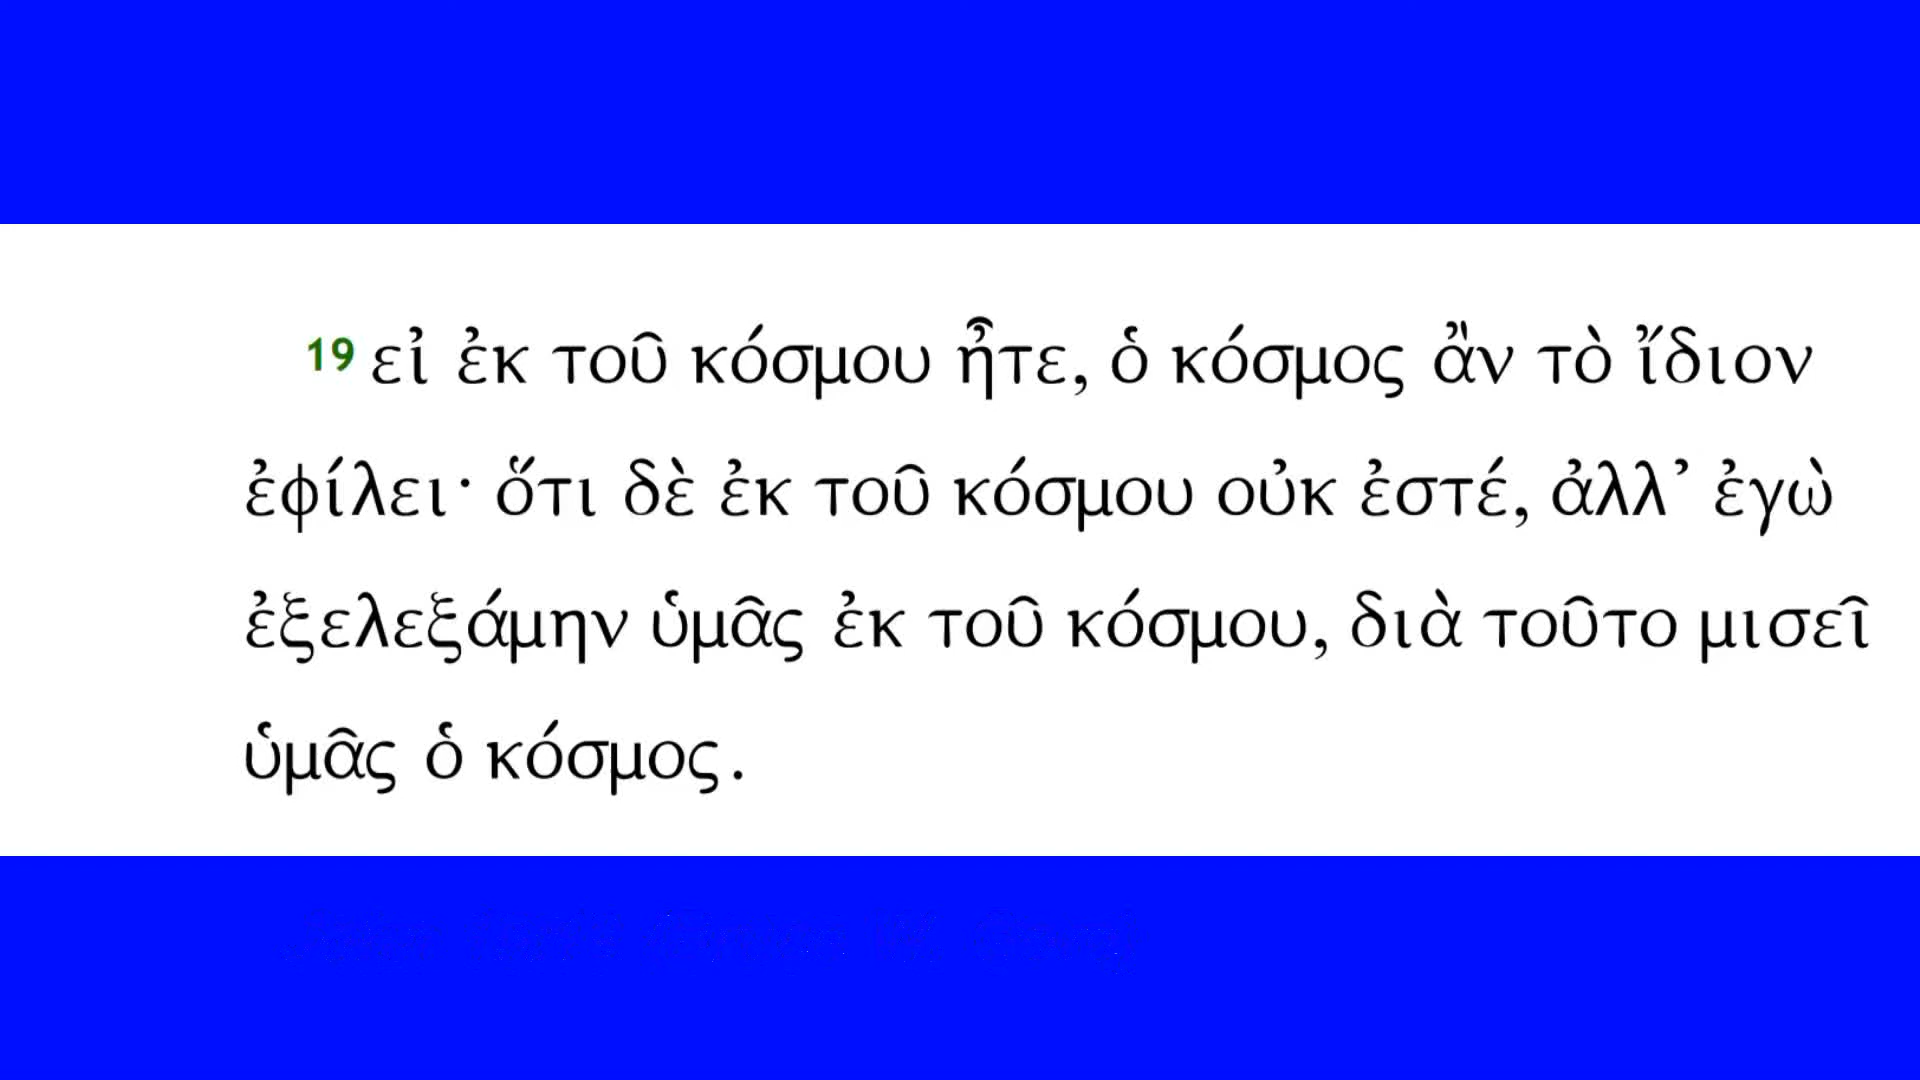 19 εἰ ἐκ τοῦ κόσμου ἦτε, ὁ κόσμος ἂν τὸ ἴδιον
ἐφίλει· ὅτι δὲ ἐκ τοῦ κόσμου οὐκ ἐστέ, ἀλλ᾽ ἐγὼ
ἐξελεξάμην ὑμᾶς ἐκ τοῦ κόσμου, διὰ τοῦτο μισεῖ
ὑμᾶς ὁ κόσμος.